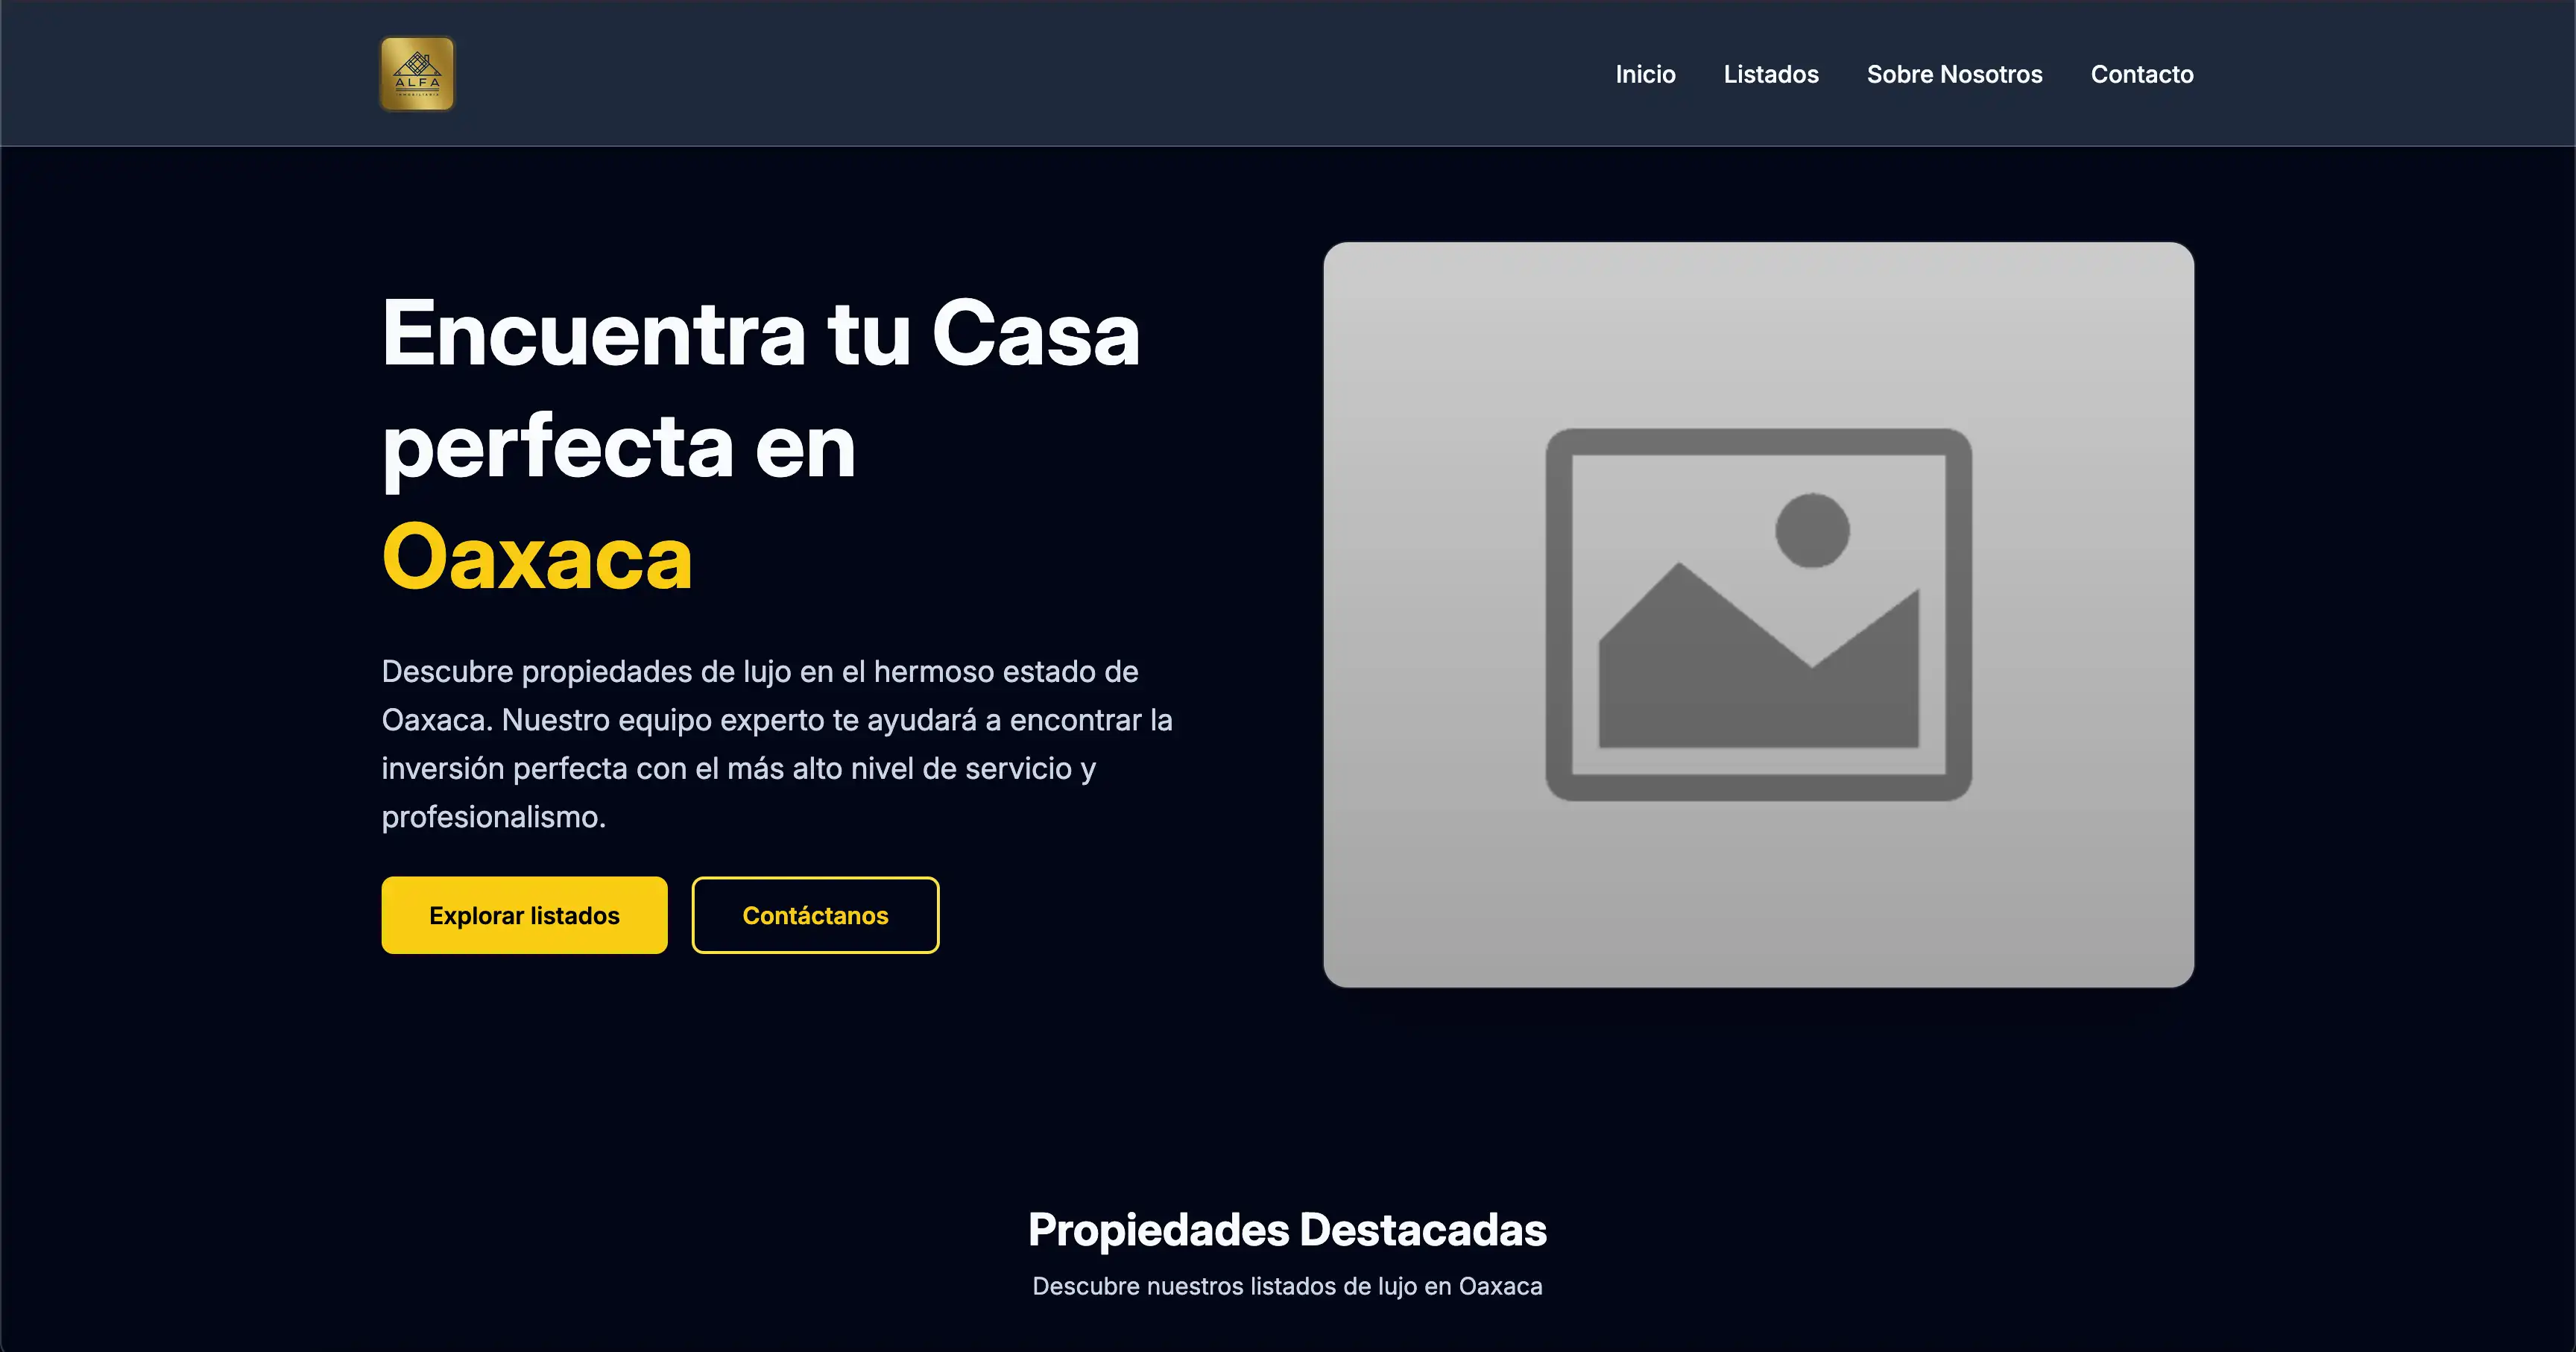 ALFA
Inicio
Listados
Sobre Nosotros
Contacto
Encuentra tu Casa
perfecta en
Oaxaca
Descubre propiedades de lujo en el hermoso estado de
Oaxaca. Nuestro equipo experto te ayudará a encontrar la
inversión perfecta con el más alto nivel de servicio y
profesionalismo.
Explorar listados
Contáctanos
Propiedades Destacadas
Descubre nuestros listados de lujo en Oaxaca